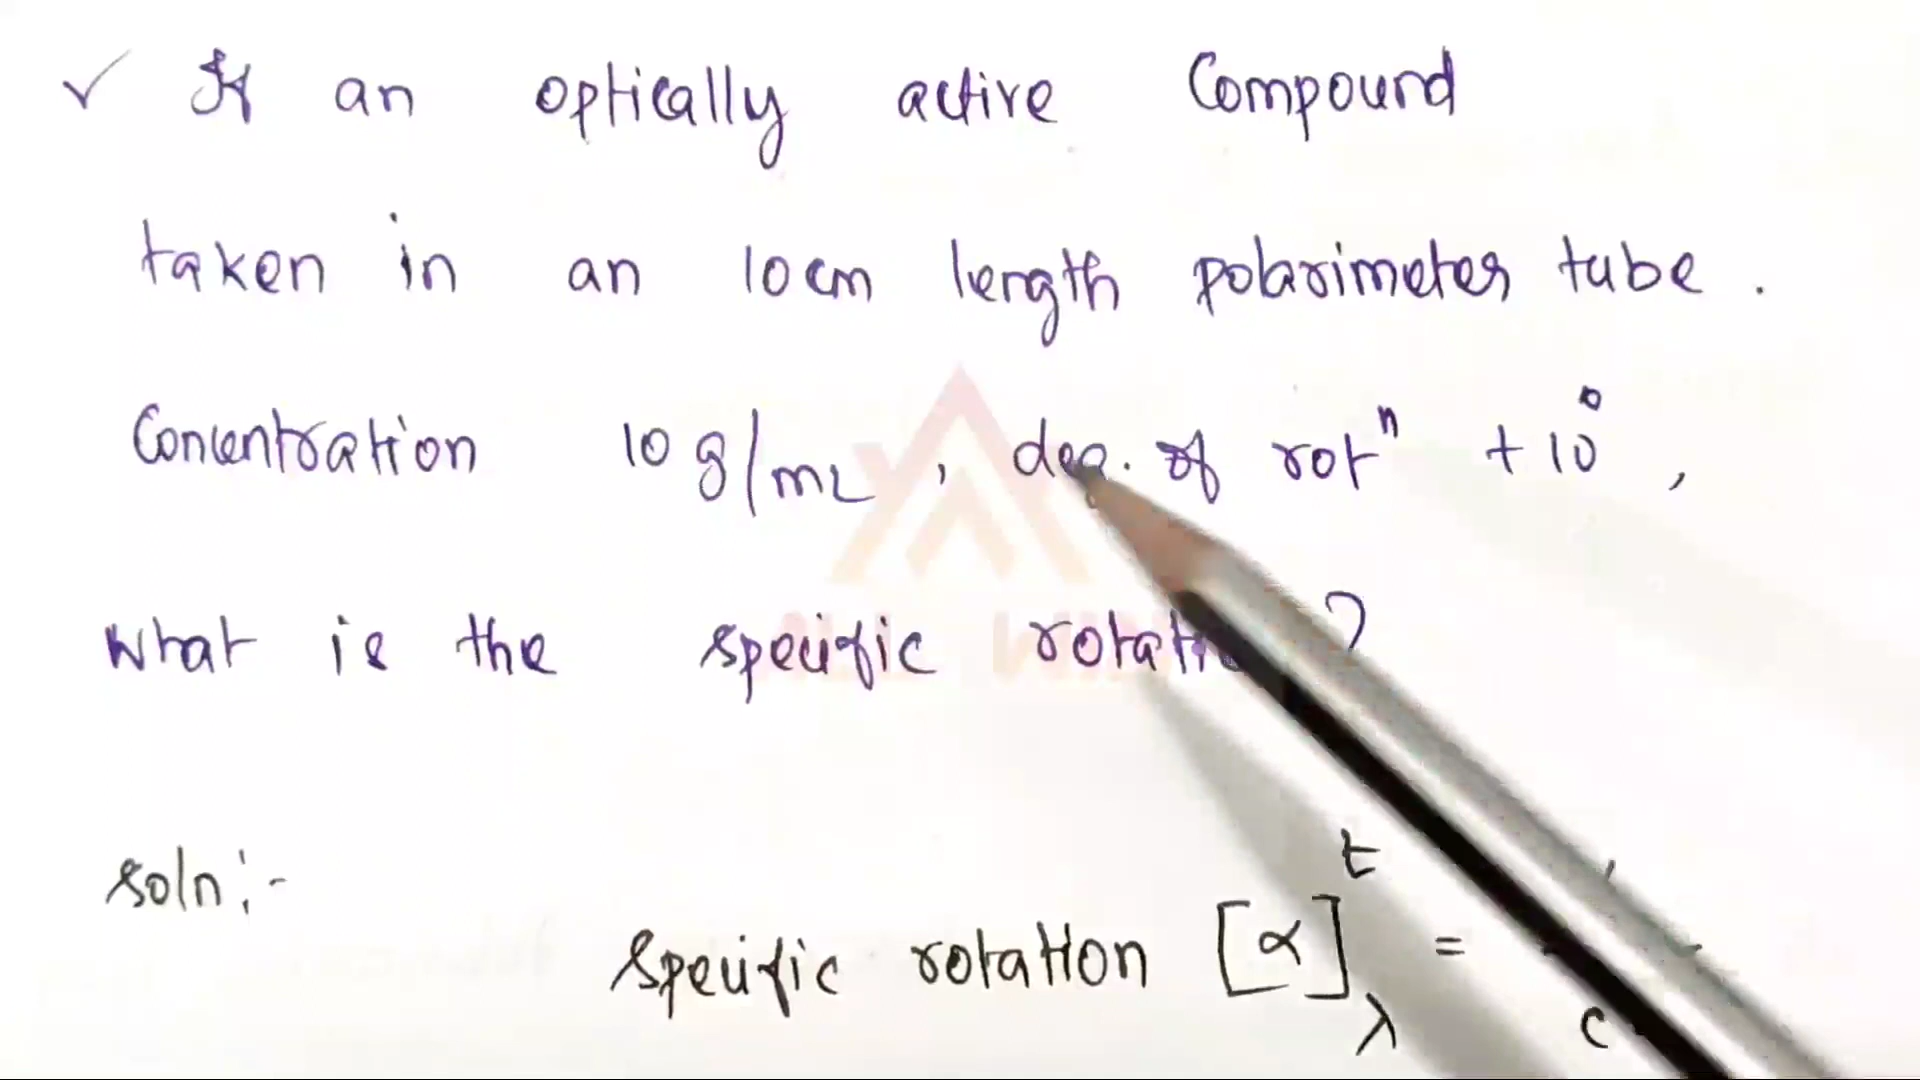 ✓ If an optically active Compound
taken in an 10cm length polarimeter tube.
Concentration 10 g/mL, deg. of rotⁿ +10°,
what is the specific ?
soln:-
t
specific rotation [α] =
λ c